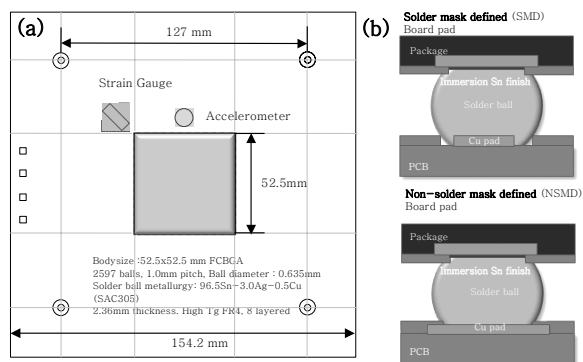 (a)
127 mm
Strain Gauge
Accelerometer
52.5mm
Bodysize :52.5x52.5 mm FCBGA
2597 balls, 1.0mm pitch, Ball diameter : 0.635mm
Solder ball metallurgy: 96.5Sn-3.0Ag-0.5Cu
(SAC305)
2.36mm thickness. High Tg FR4, 8 layered
154.2 mm
(b)
Solder mask defined (SMD)
Board pad
Package
Immersion Sn finish
Solder ball
Cu pad
PCB
Non-solder mask defined (NSMD)
Board pad
Package
Immersion Sn finish
Solder ball
Cu pad
PCB